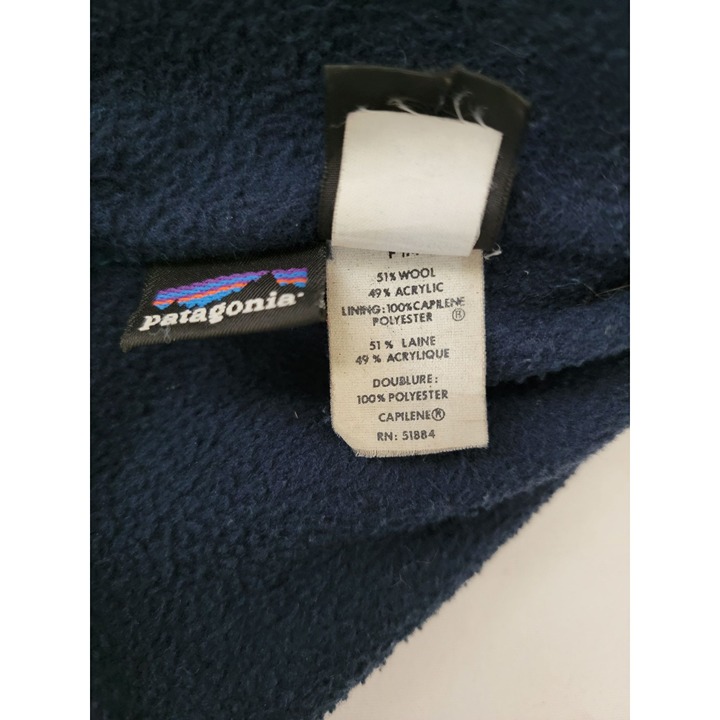 patagonia®
51% WOOL
49% ACRYLIC
LINING: 100% CAPILENE
POLYESTER ®
51% LAINE
49% ACRYLIQUE
DOUBLURE:
100% POLYESTER
CAPILENE®
RN: 51884